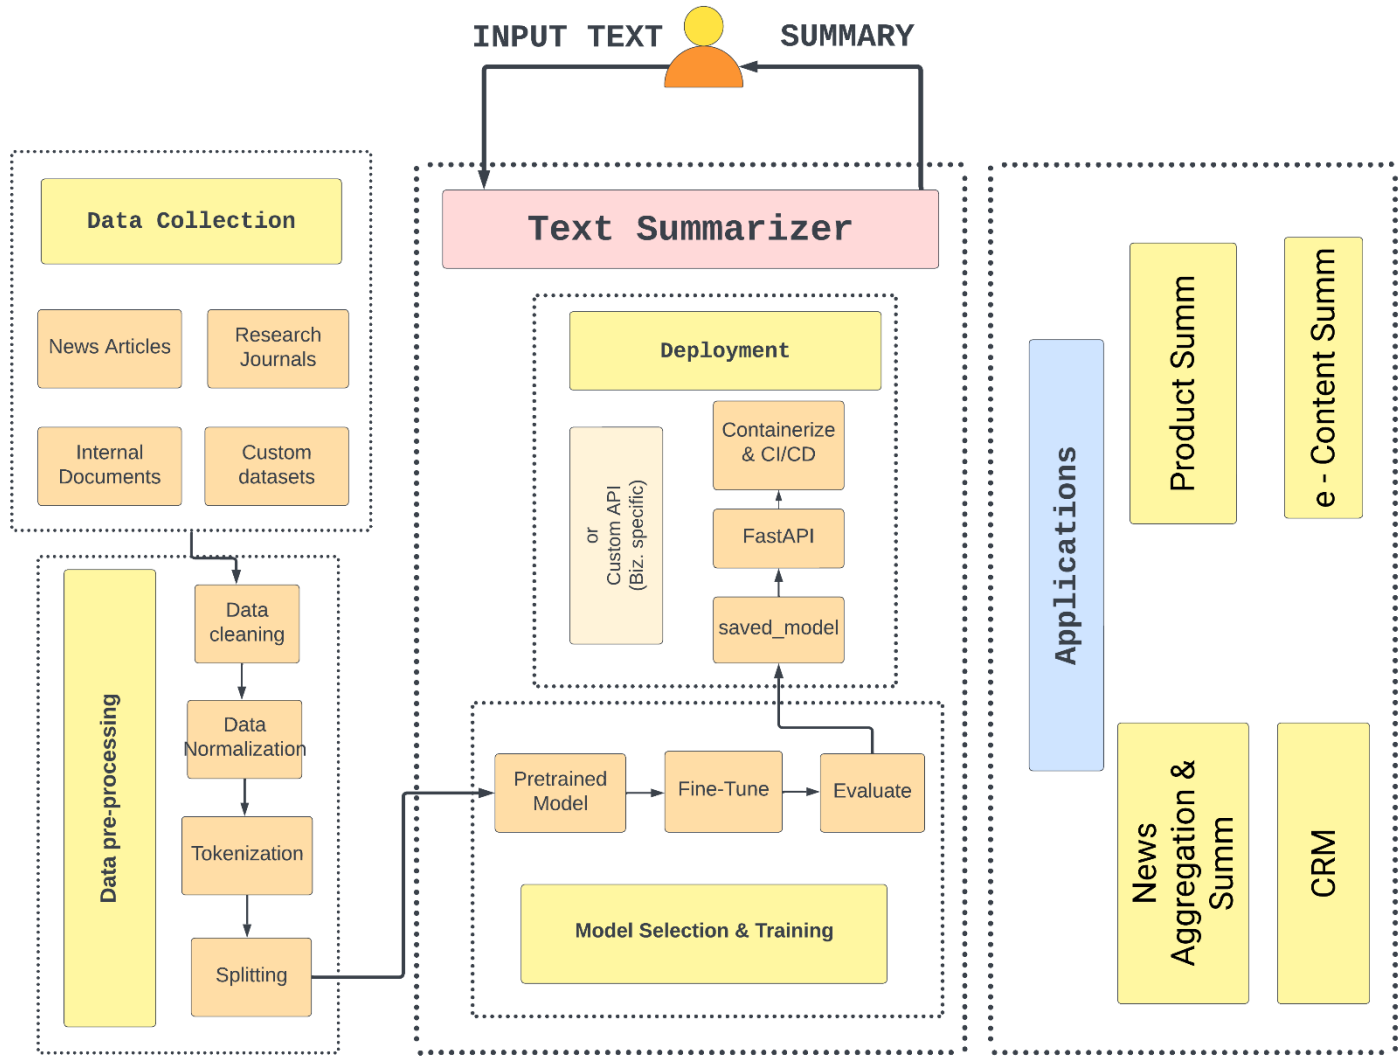 INPUT TEXT
SUMMARY
Data Collection
News Articles
Research
Journals
Internal
Documents
Custom
datasets
Data pre-processing
Data
cleaning
Data
Normalization
Tokenization
Splitting
Text Summarizer
Deployment
or
Custom API
(Biz. specific)
Containerize
& CI/CD
FastAPI
saved_model
Pretrained
Model
Fine-Tune
Evaluate
Model Selection & Training
Applications
Product Summ
e - Content Summ
News
Aggregation &
Summ
CRM